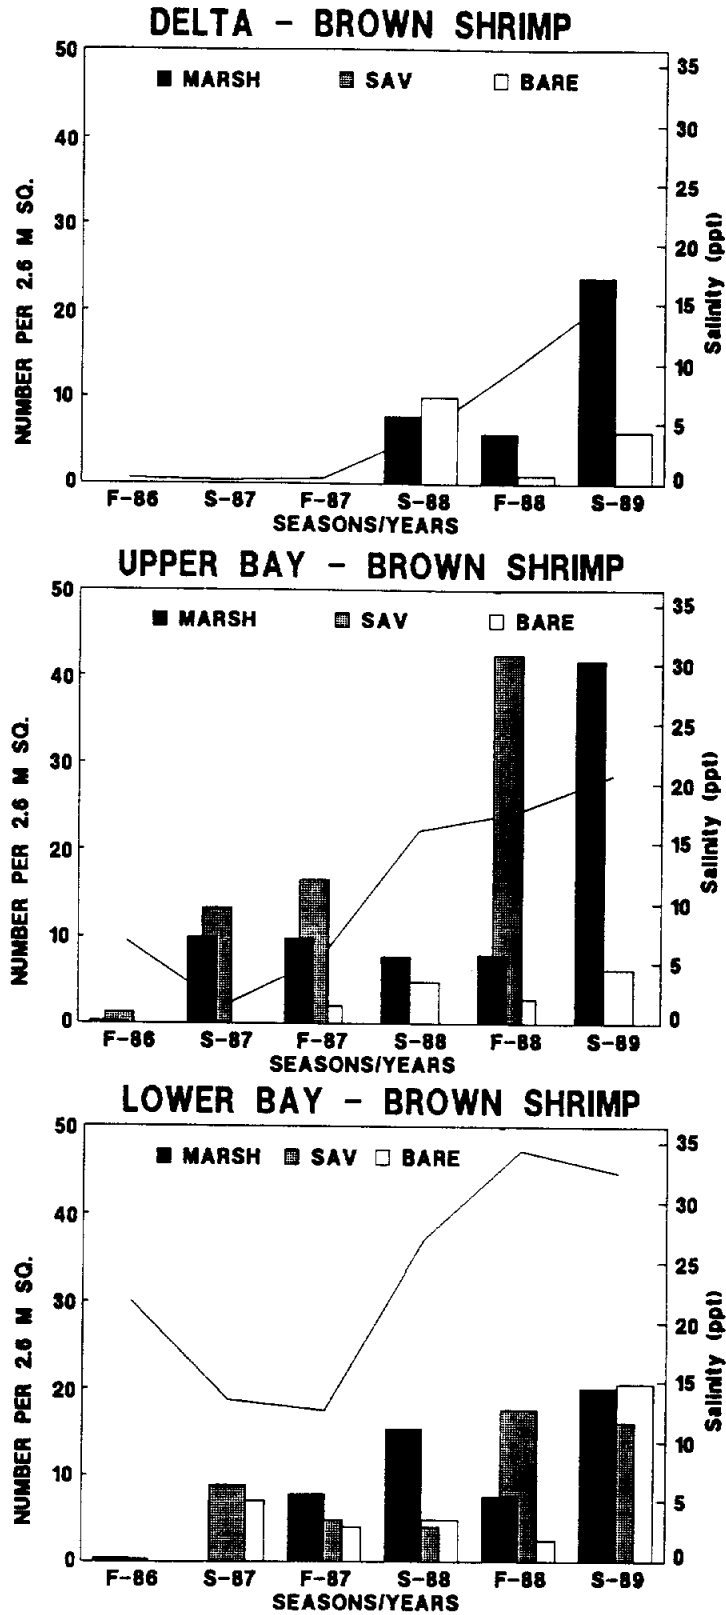 DELTA – BROWN SHRIMP
MARSH SAV BARE
NUMBER PER 2.6 M SQ.
50
40
30
20
10
0
Salinity (ppt)
35
30
25
20
15
10
5
0
F-86 S-87 F-87 S-88 F-88 S-89
SEASONS/YEARS
UPPER BAY – BROWN SHRIMP
MARSH SAV BARE
NUMBER PER 2.6 M SQ.
50
40
30
20
10
0
Salinity (ppt)
35
30
25
20
15
10
5
0
F-86 S-87 F-87 S-88 F-88 S-89
SEASONS/YEARS
LOWER BAY – BROWN SHRIMP
MARSH SAV BARE
NUMBER PER 2.6 M SQ.
50
40
30
20
10
0
Salinity (ppt)
35
30
25
20
15
10
5
0
F-86 S-87 F-87 S-88 F-88 S-89
SEASONS/YEARS